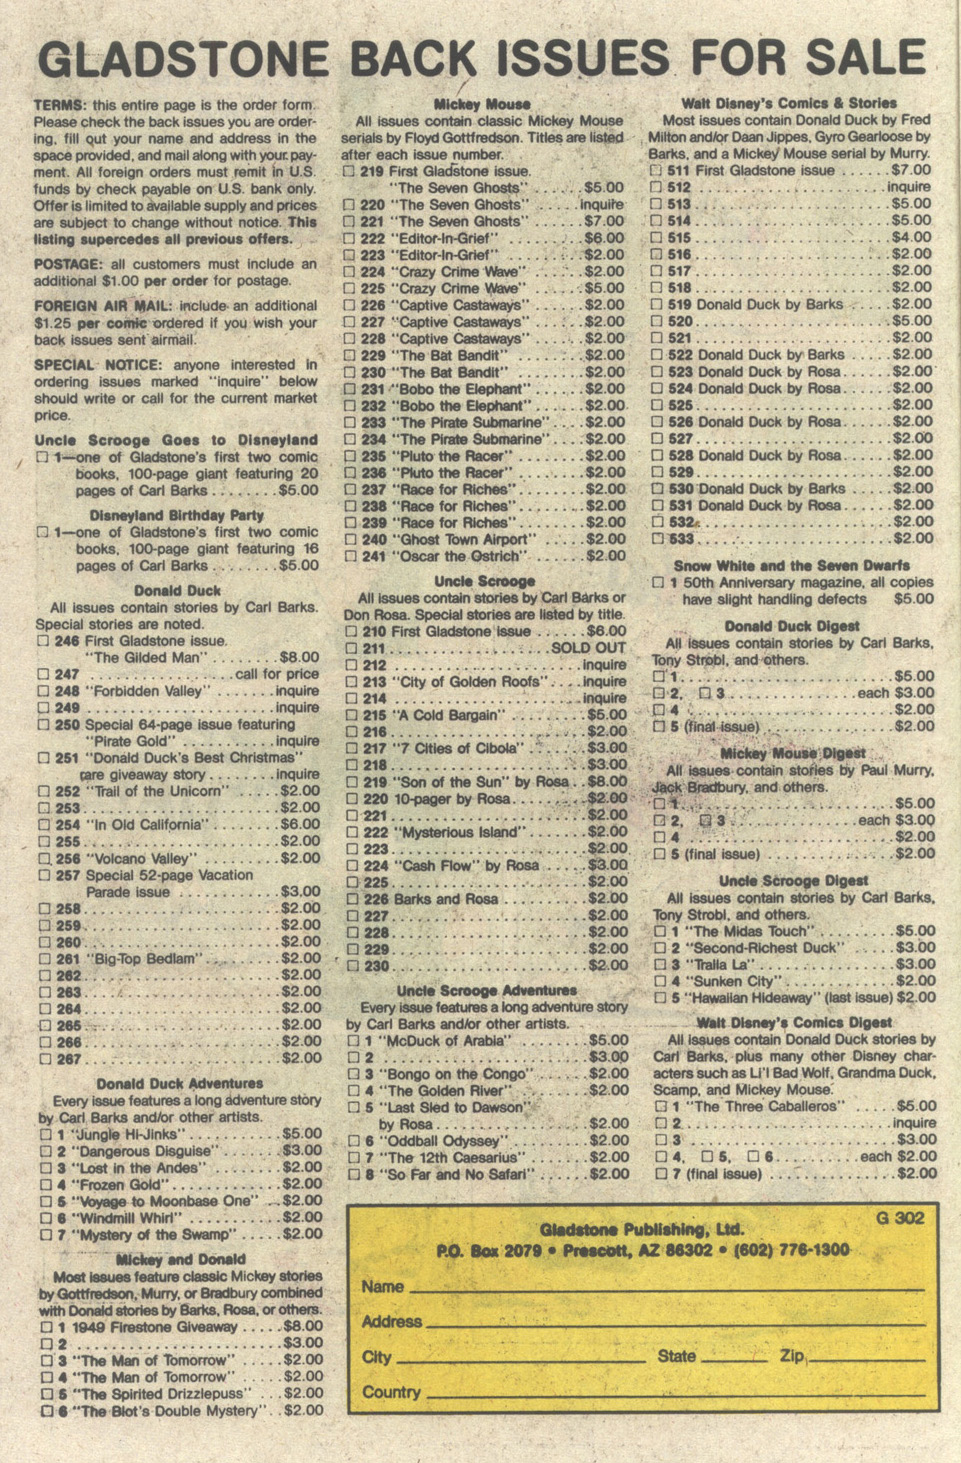 GLADSTONE BACK ISSUES FOR SALE
TERMS: this entire page is the order form.
Please check the back issues you are order-
ing, fill out your name and address in the
space provided, and mail along with your pay-
ment. All foreign orders must remit in U.S.
funds by check payable on U.S. bank only.
Offer is limited to available supply and prices
are subject to change without notice. This
listing supercedes all previous offers.
POSTAGE: all customers must include an
additional $1.00 per order for postage.
FOREIGN AIR MAIL: include an additional
$1.25 per comic ordered if you wish your
back issues sent airmail.
SPECIAL NOTICE: anyone interested in
ordering issues marked "inquire" below
should write or call for the current market
price.
Uncle Scrooge Goes to Disneyland
☐ 1—one of Gladstone's first two comic
books, 100-page giant featuring 20
pages of Carl Barks ........ $5.00
Disneyland Birthday Party
☐ 1—one of Gladstone's first two comic
books, 100-page giant featuring 16
pages of Carl Barks ........ $5.00
Donald Duck
All issues contain stories by Carl Barks.
Special stories are noted.
☐ 246 First Gladstone issue.
"The Gilded Man" ........ $8.00
☐ 247 ........ call for price
☐ 248 "Forbidden Valley" ....... inquire
☐ 249 ........ inquire
☐ 250 Special 64-page issue featuring
"Pirate Gold" ........ inquire
☐ 251 "Donald Duck's Best Christmas"
rare giveaway story ........ inquire
☐ 252 "Trail of the Unicorn" ..... $2.00
☐ 253 ........ $2.00
☐ 254 "In Old California" ....... $6.00
☐ 255 ........ $2.00
☐ 256 "Volcano Valley" ........ $2.00
☐ 257 Special 52-page Vacation
Parade issue ........ $3.00
☐ 258 ........ $2.00
☐ 259 ........ $2.00
☐ 260 ........ $2.00
☐ 261 "Big-Top Bedlam" ........ $2.00
☐ 262 ........ $2.00
☐ 263 ........ $2.00
☐ 264 ........ $2.00
☐ 265 ........ $2.00
☐ 266 ........ $2.00
☐ 267 ........ $2.00
Donald Duck Adventures
Every issue features a long adventure story
by Carl Barks and/or other artists.
☐ 1 "Jungle Hi-Jinks" ........ $5.00
☐ 2 "Dangerous Disguise" ...... $3.00
☐ 3 "Lost in the Andes" ........ $2.00
☐ 4 "Frozen Gold" ........ $2.00
☐ 5 "Voyage to Moonbase One" ... $2.00
☐ 6 "Windmill Whirl" ........ $2.00
☐ 7 "Mystery of the Swamp" ..... $2.00
Mickey and Donald
Most issues feature classic Mickey stories
by Gottfredson, Murry, or Bradbury combined
with Donald stories by Barks, Rosa, or others.
☐ 1 1949 Firestone Giveaway ..... $8.00
☐ 2 ........ $3.00
☐ 3 "The Man of Tomorrow" ..... $2.00
☐ 4 "The Man of Tomorrow" ..... $2.00
☐ 5 "The Spirited Drizzlepuss" ... $2.00
☐ 6 "The Blot's Double Mystery" .. $2.00
Mickey Mouse
All issues contain classic Mickey Mouse
serials by Floyd Gottfredson. Titles are listed
after each issue number.
☐ 219 First Gladstone issue.
"The Seven Ghosts" ...... $5.00
☐ 220 "The Seven Ghosts" ..... inquire
☐ 221 "The Seven Ghosts" ...... $7.00
☐ 222 "Editor-In-Grief" ........ $6.00
☐ 223 "Editor-In-Grief" ........ $2.00
☐ 224 "Crazy Crime Wave" ...... $2.00
☐ 225 "Crazy Crime Wave" ...... $5.00
☐ 226 "Captive Castaways" ...... $2.00
☐ 227 "Captive Castaways" ...... $2.00
☐ 228 "Captive Castaways" ...... $2.00
☐ 229 "The Bat Bandit" ........ $2.00
☐ 230 "The Bat Bandit" ........ $2.00
☐ 231 "Bobo the Elephant" ...... $2.00
☐ 232 "Bobo the Elephant" ...... $2.00
☐ 233 "The Pirate Submarine" .... $2.00
☐ 234 "The Pirate Submarine" .... $2.00
☐ 235 "Pluto the Racer" ........ $2.00
☐ 236 "Pluto the Racer" ........ $2.00
☐ 237 "Race for Riches" ........ $2.00
☐ 238 "Race for Riches" ........ $2.00
☐ 239 "Race for Riches" ........ $2.00
☐ 240 "Ghost Town Airport" ..... $2.00
☐ 241 "Oscar the Ostrich" ...... $2.00
Uncle Scrooge
All issues contain stories by Carl Barks or
Don Rosa. Special stories are listed by title.
☐ 210 First Gladstone issue ...... $6.00
☐ 211 ........ SOLD OUT
☐ 212 ........ inquire
☐ 213 "City of Golden Roofs" .... inquire
☐ 214 ........ inquire
☐ 215 "A Cold Bargain" ........ $5.00
☐ 216 ........ $2.00
☐ 217 "7 Cities of Cibola" ....... $3.00
☐ 218 ........ $3.00
☐ 219 "Son of the Sun" by Rosa .. $8.00
☐ 220 10-pager by Rosa ........ $2.00
☐ 221 ........ $2.00
☐ 222 "Mysterious Island" ....... $2.00
☐ 223 ........ $2.00
☐ 224 "Cash Flow" by Rosa ..... $3.00
☐ 225 ........ $2.00
☐ 226 Barks and Rosa ........ $2.00
☐ 227 ........ $2.00
☐ 228 ........ $2.00
☐ 229 ........ $2.00
☐ 230 ........ $2.00
Uncle Scrooge Adventures
Every issue features a long adventure story
by Carl Barks and/or other artists.
☐ 1 "McDuck of Arabia" ........ $5.00
☐ 2 ........ $3.00
☐ 3 "Bongo on the Congo" ...... $2.00
☐ 4 "The Golden River" ........ $2.00
☐ 5 "Last Sled to Dawson"
by Rosa ........ $2.00
☐ 6 "Oddball Odyssey" ........ $2.00
☐ 7 "The 12th Caesarius" ....... $2.00
☐ 8 "So Far and No Safari" ...... $2.00
Walt Disney's Comics & Stories
Most issues contain Donald Duck by Fred
Milton and/or Daan Jippes, Gyro Gearloose by
Barks, and a Mickey Mouse serial by Murry.
☐ 511 First Gladstone issue ...... $7.00
☐ 512 ........ inquire
☐ 513 ........ $5.00
☐ 514 ........ $5.00
☐ 515 ........ $4.00
☐ 516 ........ $2.00
☐ 517 ........ $2.00
☐ 518 ........ $2.00
☐ 519 Donald Duck by Barks ..... $2.00
☐ 520 ........ $5.00
☐ 521 ........ $2.00
☐ 522 Donald Duck by Barks ..... $2.00
☐ 523 Donald Duck by Rosa ...... $2.00
☐ 524 Donald Duck by Rosa ...... $2.00
☐ 525 ........ $2.00
☐ 526 Donald Duck by Rosa ...... $2.00
☐ 527 ........ $2.00
☐ 528 Donald Duck by Rosa ...... $2.00
☐ 529 ........ $2.00
☐ 530 Donald Duck by Barks ..... $2.00
☐ 531 Donald Duck by Rosa ...... $2.00
☐ 532 ........ $2.00
☐ 533 ........ $2.00
Snow White and the Seven Dwarfs
☐ 1 50th Anniversary magazine, all copies
have slight handling defects $5.00
Donald Duck Digest
All issues contain stories by Carl Barks,
Tony Strobl, and others.
☐ 1 ........ $5.00
☐ 2, ☐ 3 ........ each $3.00
☐ 4 ........ $2.00
☐ 5 (final issue) ........ $2.00
Mickey Mouse Digest
All issues contain stories by Paul Murry,
Jack Bradbury, and others.
☐ 1 ........ $5.00
☐ 2, ☐ 3 ........ each $3.00
☐ 4 ........ $2.00
☐ 5 (final issue) ........ $2.00
Uncle Scrooge Digest
All issues contain stories by Carl Barks,
Tony Strobl, and others.
☐ 1 "The Midas Touch" ........ $5.00
☐ 2 "Second-Richest Duck" ...... $3.00
☐ 3 "Tralla La" ........ $3.00
☐ 4 "Sunken City" ........ $2.00
☐ 5 "Hawaiian Hideaway" (last issue) $2.00
Walt Disney's Comics Digest
All issues contain Donald Duck stories by
Carl Barks, plus many other Disney char-
acters such as Li'l Bad Wolf, Grandma Duck,
Scamp, and Mickey Mouse.
☐ 1 "The Three Caballeros" ..... $5.00
☐ 2 ........ inquire
☐ 3 ........ $3.00
☐ 4, ☐ 5, ☐ 6 ........ each $2.00
☐ 7 (final issue) ........ $2.00
G 302
Gladstone Publishing, Ltd.
P.O. Box 2079 • Prescott, AZ 86302 • (602) 776-1300
Name
Address
City State Zip
Country